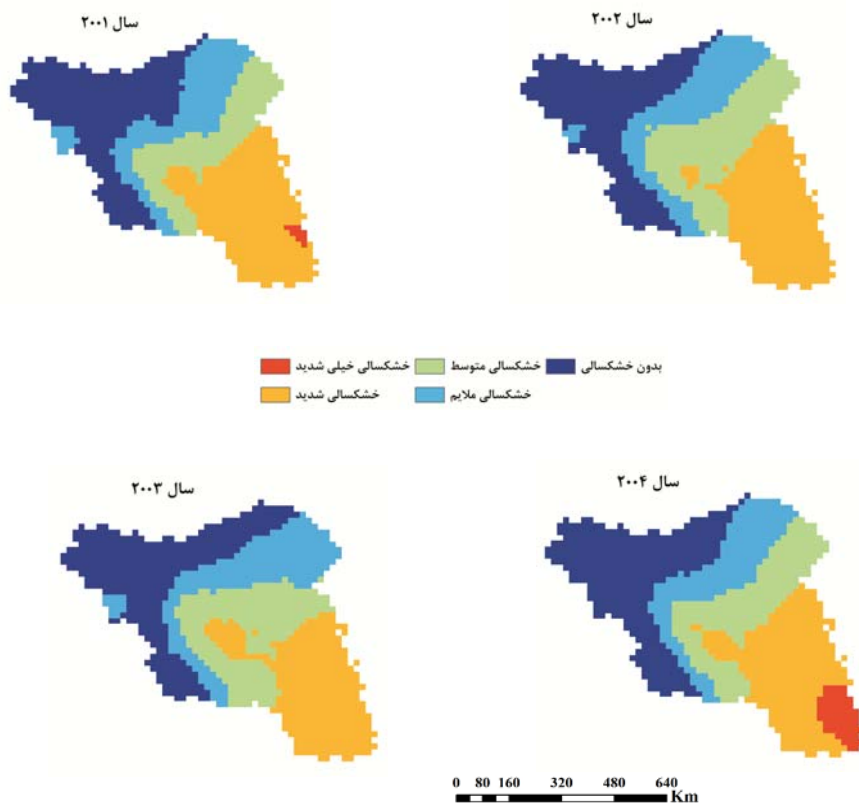 سال ۲۰۰۱
سال ۲۰۰۲
بدون خشکسالی
خشکسالی متوسط
خشکسالی خیلی شدید
خشکسالی ملایم
خشکسالی شدید
سال ۲۰۰۳
سال ۲۰۰۴
0 80 160 320 480 640
Km